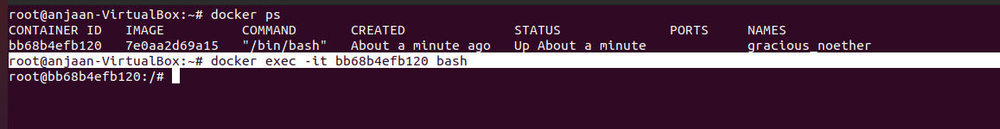 root@anjaan-VirtualBox:~# docker ps
CONTAINER ID   IMAGE          COMMAND       CREATED              STATUS              PORTS     NAMES
bb68b4efb120   7e0aa2d69a15   "/bin/bash"   About a minute ago   Up About a minute             gracious_noether
root@anjaan-VirtualBox:~# docker exec -it bb68b4efb120 bash
root@bb68b4efb120:/#